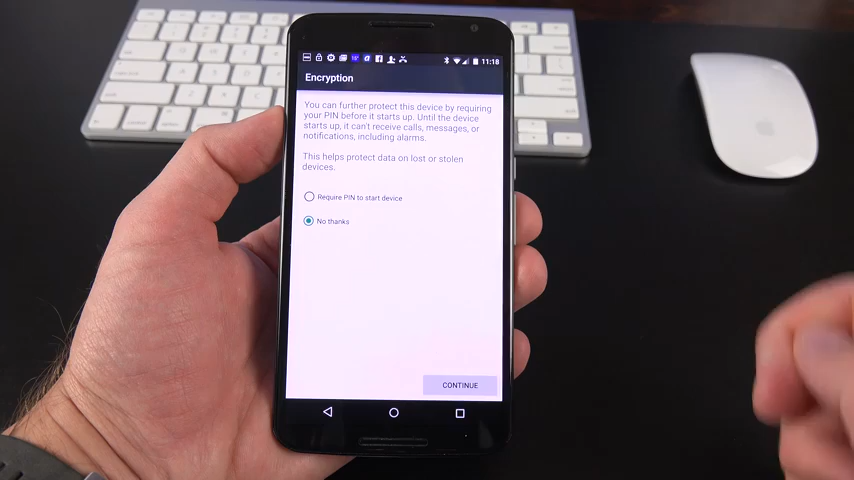 11:18
Encryption
You can further protect this device by requiring
your PIN before it starts up. Until the device
starts up, it can't receive calls, messages, or
notifications, including alarms.
This helps protect data on lost or stolen
devices.
Require PIN to start device
No thanks
CONTINUE